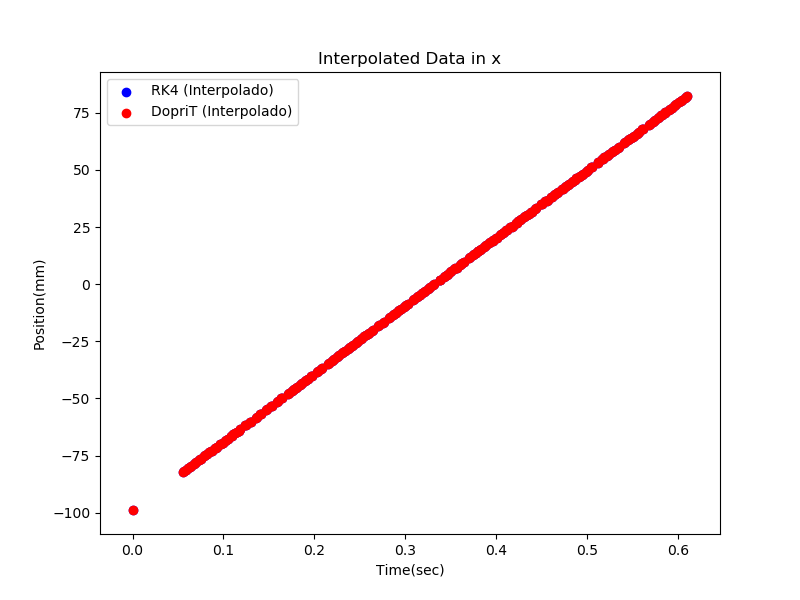 Interpolated Data in x
RK4 (Interpolado)
DopriT (Interpolado)
75
50
25
0
−25
−50
−75
−100
Position(mm)
0.0 0.1 0.2 0.3 0.4 0.5 0.6
Time(sec)